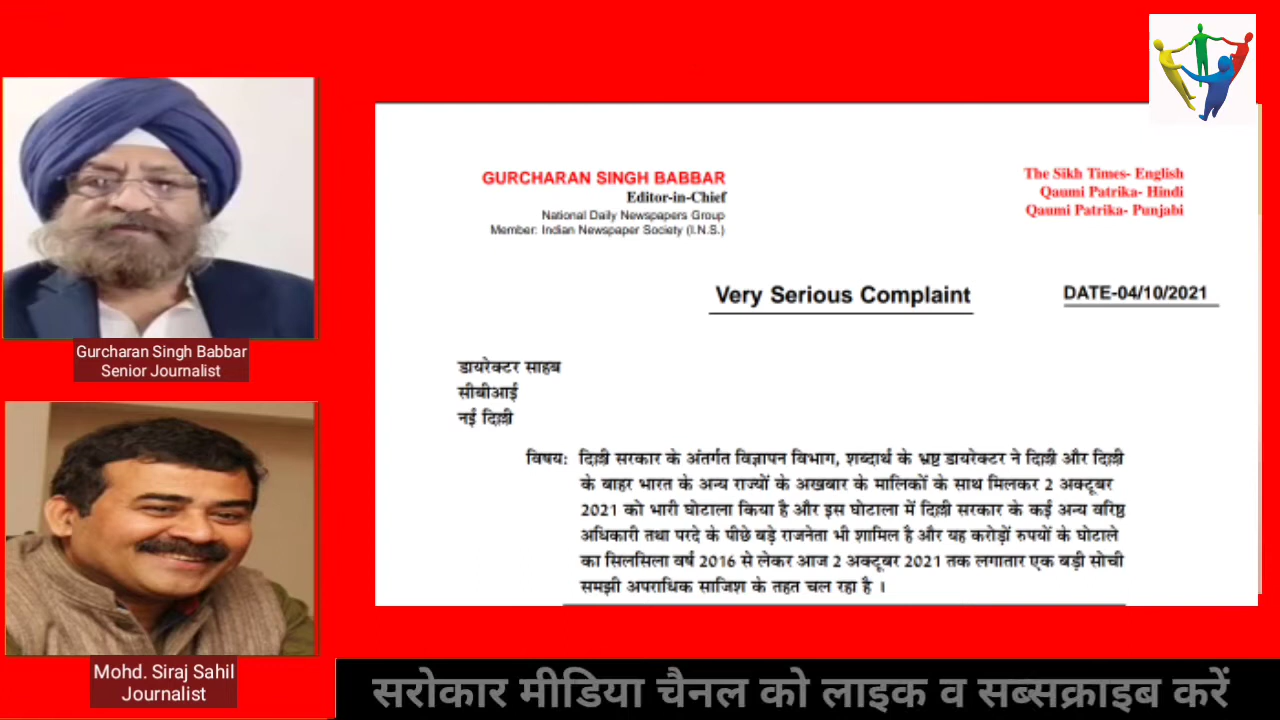 Gurcharan Singh Babbar
Senior Journalist
Mohd. Siraj Sahil
Journalist
GURCHARAN SINGH BABBAR
Editor-in-Chief
National Daily Newspapers Group
Member: Indian Newspaper Society (I.N.S.)
The Sikh Times- English
Qaumi Patrika- Hindi
Qaumi Patrika- Punjabi
Very Serious Complaint
DATE-04/10/2021
डायरेक्टर साहब
सीबीआई
नई दिल्ली
विषय: दिल्ली सरकार के अंतर्गत विज्ञापन विभाग, शब्दार्थ के भ्रष्ट डायरेक्टर ने दिल्ली और दिल्ली
के बाहर भारत के अन्य राज्यों के अखबार के मालिकों के साथ मिलकर 2 अक्टूबर
2021 को भारी घोटाला किया है और इस घोटाला में दिल्ली सरकार के कई अन्य वरिष्ठ
अधिकारी तथा परदे के पीछे बड़े राजनेता भी शामिल है और यह करोड़ों रुपयों के घोटाले
का सिलसिला वर्ष 2016 से लेकर आज 2 अक्टूबर 2021 तक लगातार एक बड़ी सोची
समझी अपराधिक साजिश के तहत चल रहा है ।
सरोकार मीडिया चैनल को लाइक व सब्सक्राइब करें